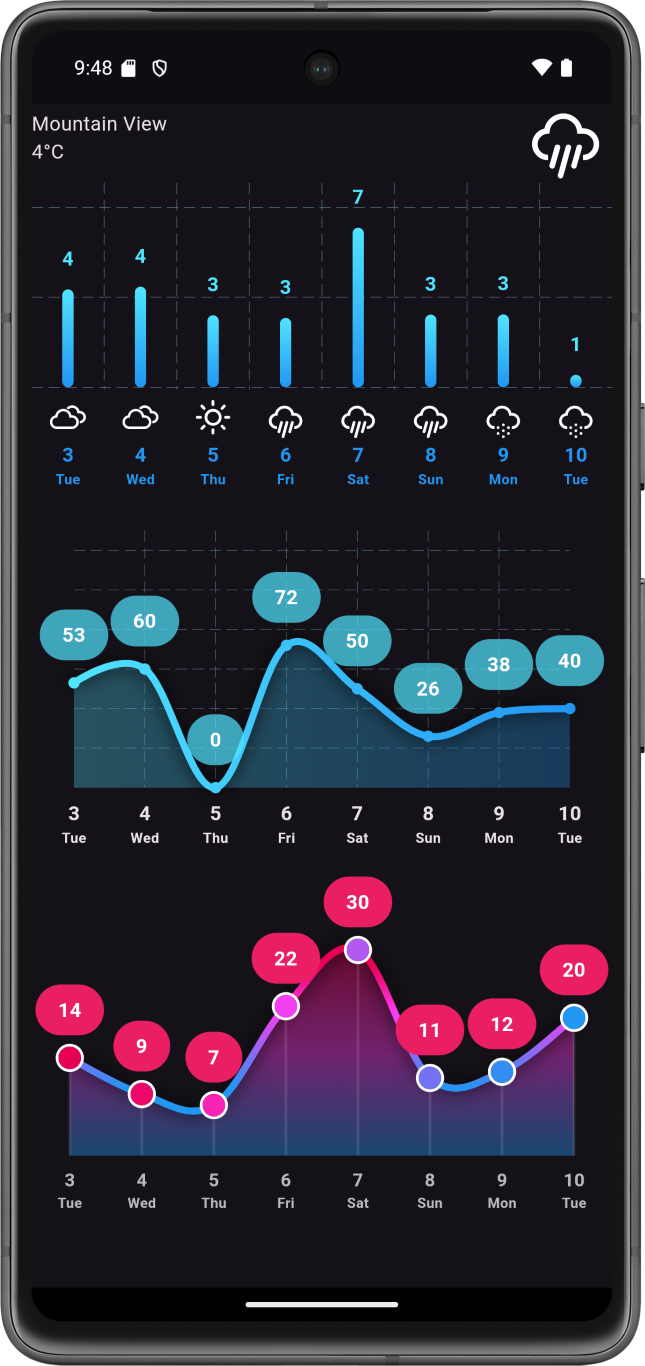 9:48
Mountain View
4°C
7
4 4 3 3 3 3 1
3 4 5 6 7 8 9 10
Tue Wed Thu Fri Sat Sun Mon Tue
72
53 60 50 26 38 40
0
3 4 5 6 7 8 9 10
Tue Wed Thu Fri Sat Sun Mon Tue
30
22
14 9 7 11 12 20
3 4 5 6 7 8 9 10
Tue Wed Thu Fri Sat Sun Mon Tue